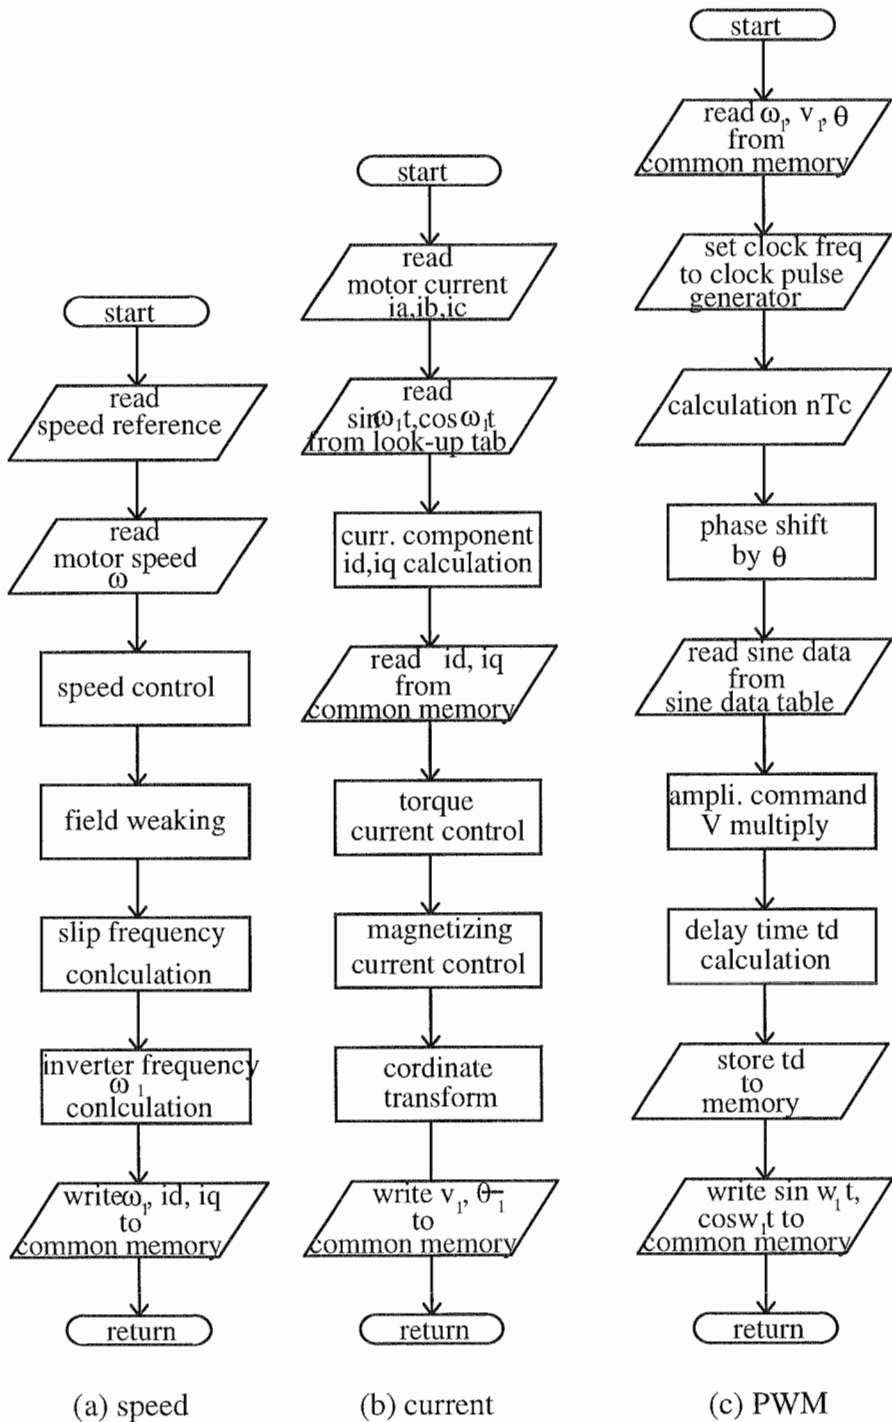 start
read
speed reference
read
motor speed
ω
speed control
field weaking
slip frequency
conlculation
inverter frequency
ω₁
conlculation
writeω₁, id, iq
to
common memory
return
(a) speed
start
read
motor current
ia,ib,ic
read
sinω₁t,cosω₁t
from look-up tab.
curr. component
id,iq calculation
read id, iq
from
common memory
torque
current control
magnetizing
current control
cordinate
transform
write v₁, θ₁
to
common memory
return
(b) current
start
read ω₁, v₁, θ
from
common memory
set clock freq
to clock pulse
generator
calculation nTc
phase shift
by θ
read sine data
from
sine data table
ampli. command
V multiply
delay time td
calculation
store td
to
memory
write sin w₁t,
cosw₁t to
common memory
return
(c) PWM